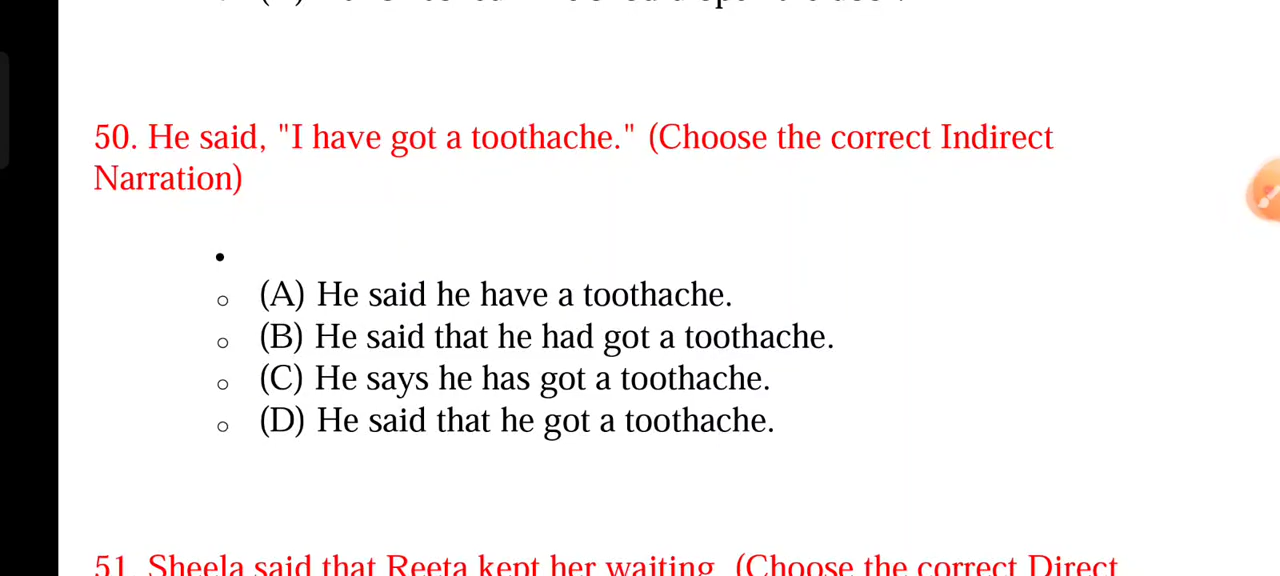 50. He said, "I have got a toothache." (Choose the correct Indirect
Narration)
(A) He said he have a toothache.
(B) He said that he had got a toothache.
(C) He says he has got a toothache.
(D) He said that he got a toothache.
51. Sheela said that Reeta kept her waiting. (Choose the correct Direct